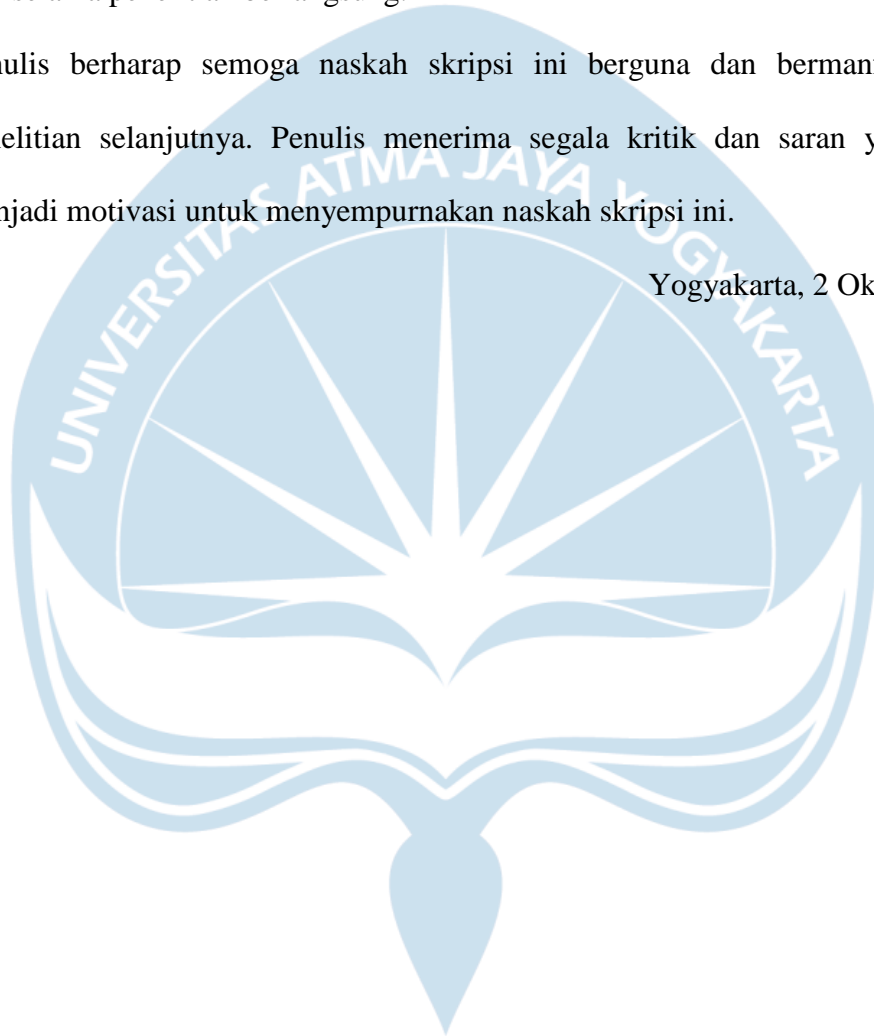 nulis berharap semoga naskah skripsi ini berguna dan berman
elitian selanjutnya. Penulis menerima segala kritik dan saran y
njadi motivasi untuk menyempurnakan naskah skripsi ini.
Yogyakarta, 2 Ok
UNIVERSITAS ATMA JAYA YOGYAKARTA